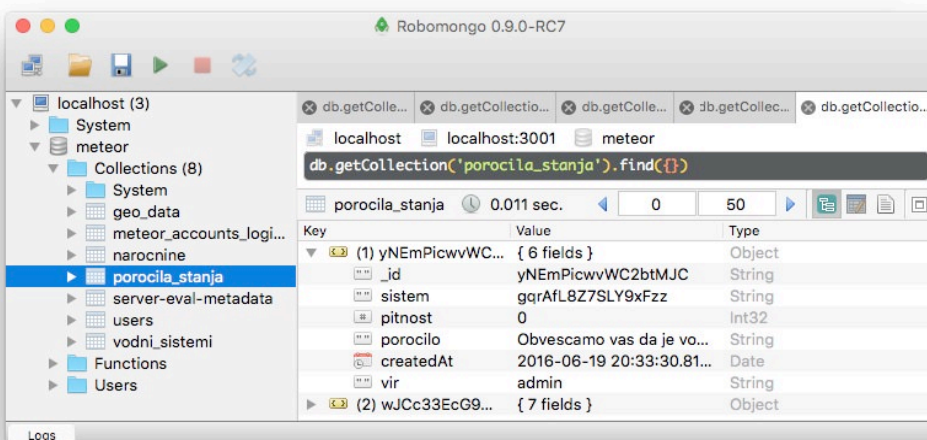 Robomongo 0.9.0-RC7
localhost (3)
System
meteor
Collections (8)
System
geo_data
meteor_accounts_logi...
narocnine
porocila_stanja
server-eval-metadata
users
vodni_sistemi
Functions
Users
db.getColle... db.getCollectio... db.getColle... db.getCollec... db.getCollectio...
localhost localhost:3001 meteor
db.getCollection('porocila_stanja').find({})
porocila_stanja 0.011 sec. 0 50
Key Value Type
(1) yNEmPicwvWC... { 6 fields } Object
_id yNEmPicwvWC2btMJC String
sistem gqrAfL8Z7SLY9xFzz String
pitnost 0 Int32
porocilo Obvescamo vas da je vo... String
createdAt 2016-06-19 20:33:30.81... Date
vir admin String
(2) wJCc33EcG9... { 7 fields } Object
Logs